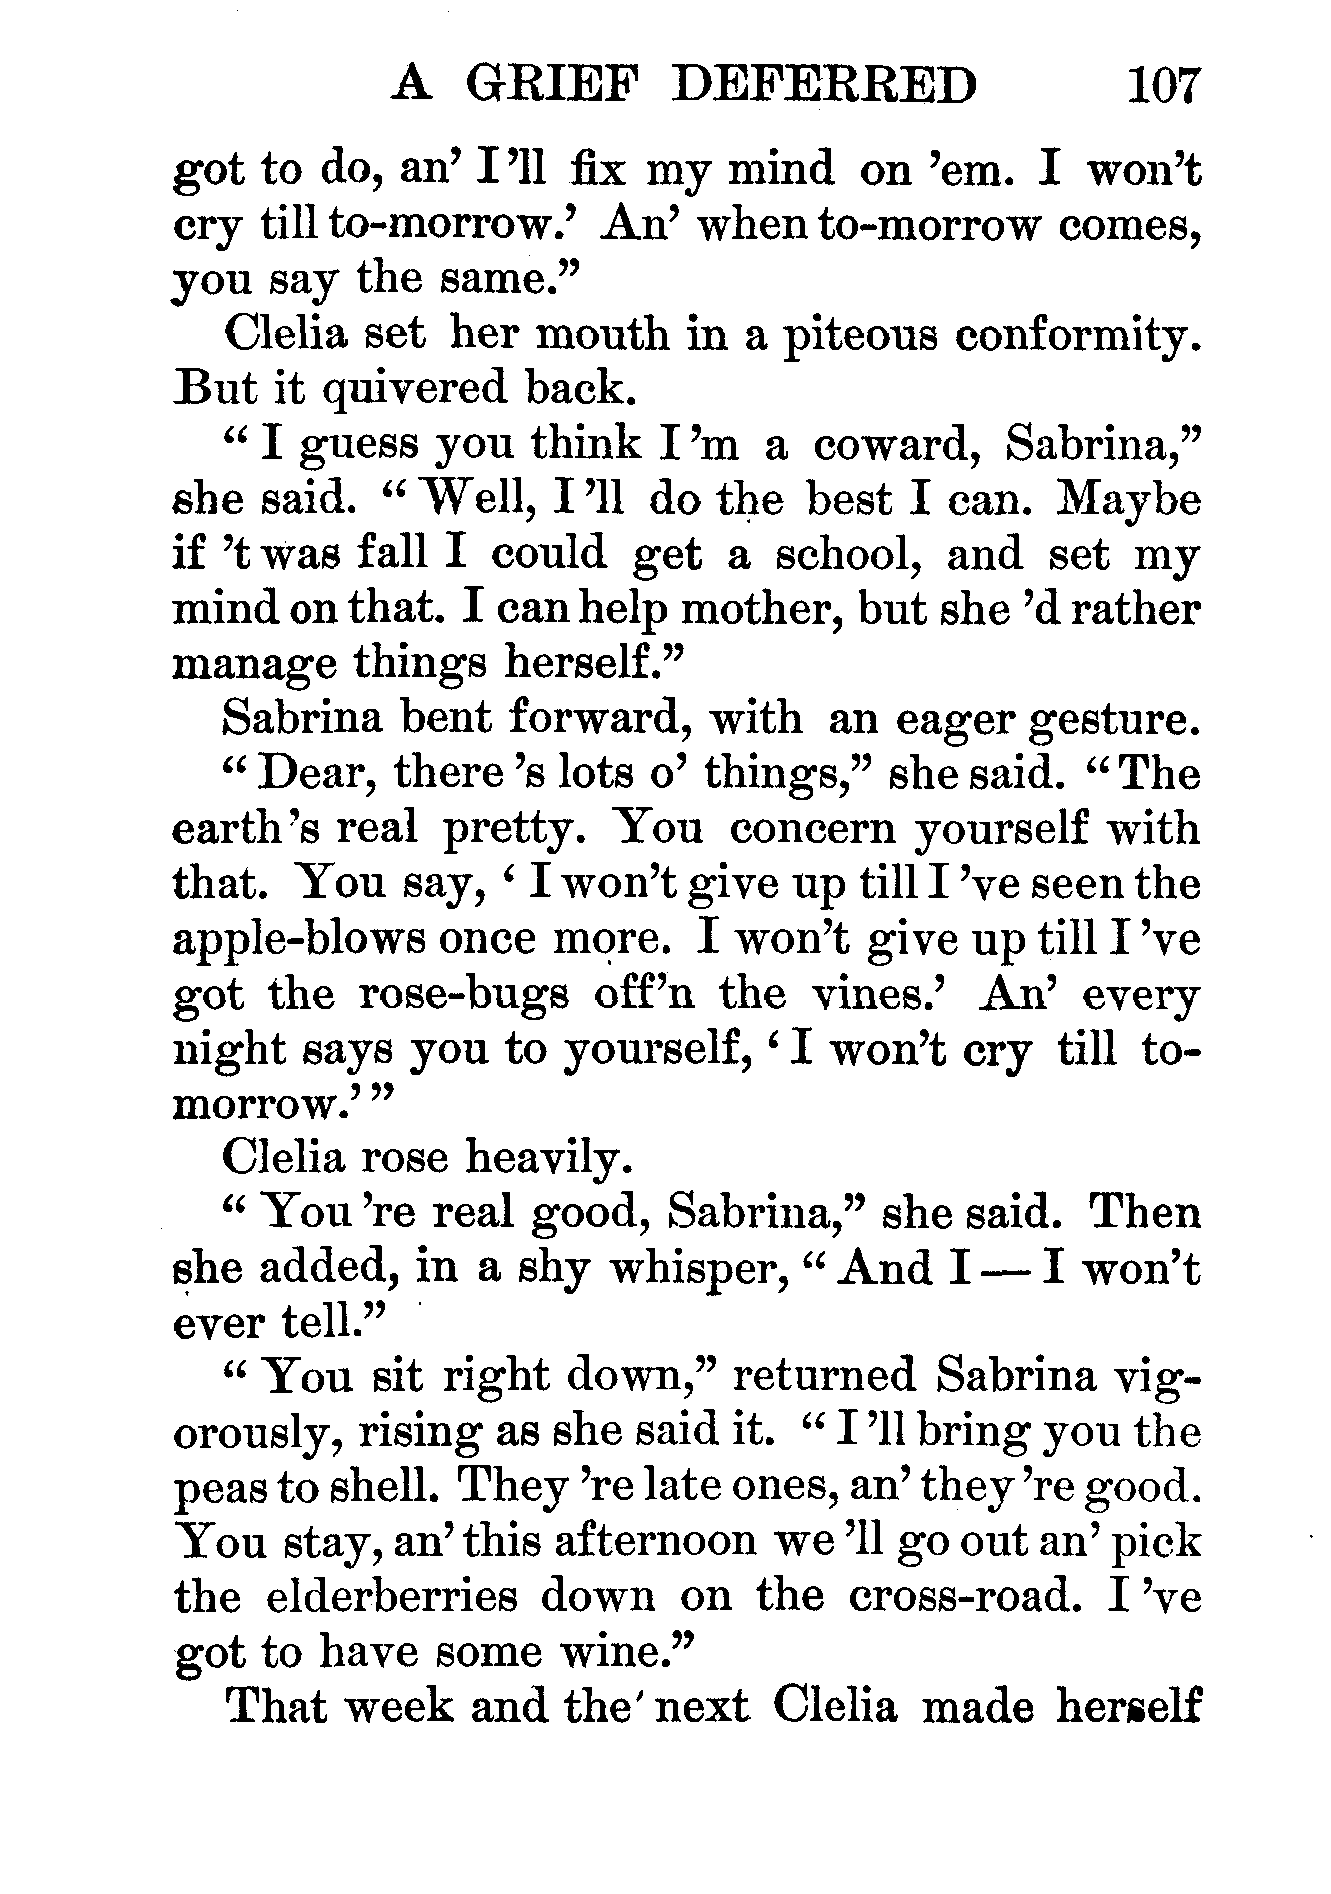 A GRIEF DEFERRED 107
got to do, an’ I’ll fix my mind on ’em. I won’t
cry till to-morrow.’ An’ when to-morrow comes,
you say the same.”
Clelia set her mouth in a piteous conformity.
But it quivered back.
“ I guess you think I’m a coward, Sabrina,”
she said. “ Well, I’ll do the best I can. Maybe
if ’t was fall I could get a school, and set my
mind on that. I can help mother, but she ’d rather
manage things herself.”
Sabrina bent forward, with an eager gesture.
“ Dear, there ’s lots o’ things,” she said. “ The
earth’s real pretty. You concern yourself with
that. You say, ‘ I won’t give up till I ’ve seen the
apple-blows once more. I won’t give up till I ’ve
got the rose-bugs off’n the vines.’ An’ every
night says you to yourself, ‘ I won’t cry till to-
morrow.’ ”
Clelia rose heavily.
“ You ’re real good, Sabrina,” she said. Then
she added, in a shy whisper, “ And I — I won’t
ever tell.”
“ You sit right down,” returned Sabrina vig-
orously, rising as she said it. “ I ’ll bring you the
peas to shell. They ’re late ones, an’ they ’re good.
You stay, an’ this afternoon we ’ll go out an’ pick
the elderberries down on the cross-road. I ’ve
got to have some wine.”
That week and the next Clelia made herself